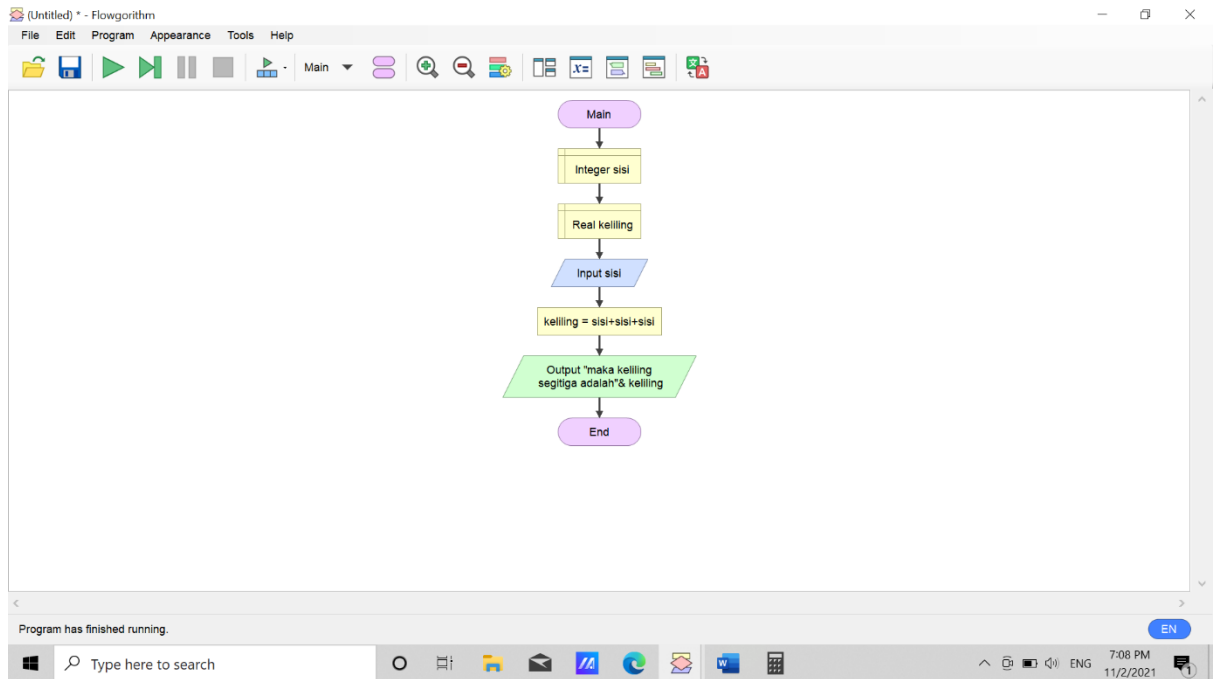 (Untitled) * - Flowgorithm
File Edit Program Appearance Tools Help
Main
X=
Main
Integer sisi
Real keliling
Input sisi
keliling = sisi+sisi+sisi
Output "maka keliling
segitiga adalah"& keliling
End
Program has finished running.
EN
Type here to search
ENG
7:08 PM
11/2/2021
1